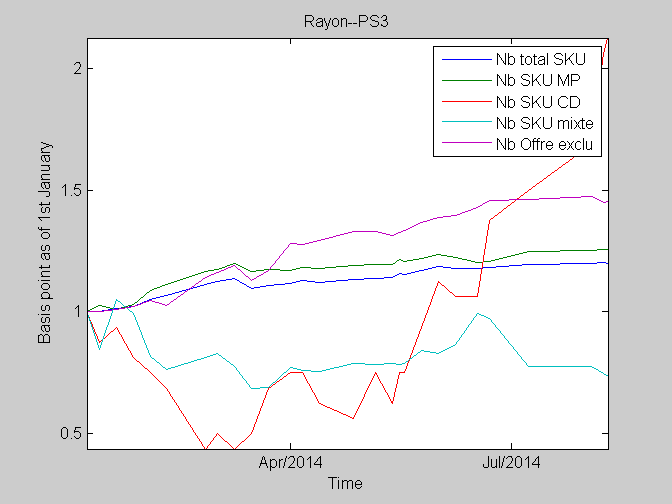 Rayon--PS3
Nb total SKU
Nb SKU MP
Nb SKU CD
Nb SKU mixte
Nb Offre exclu
2
1.5
1
0.5
Basis point as of 1st January
Apr/2014
Jul/2014
Time